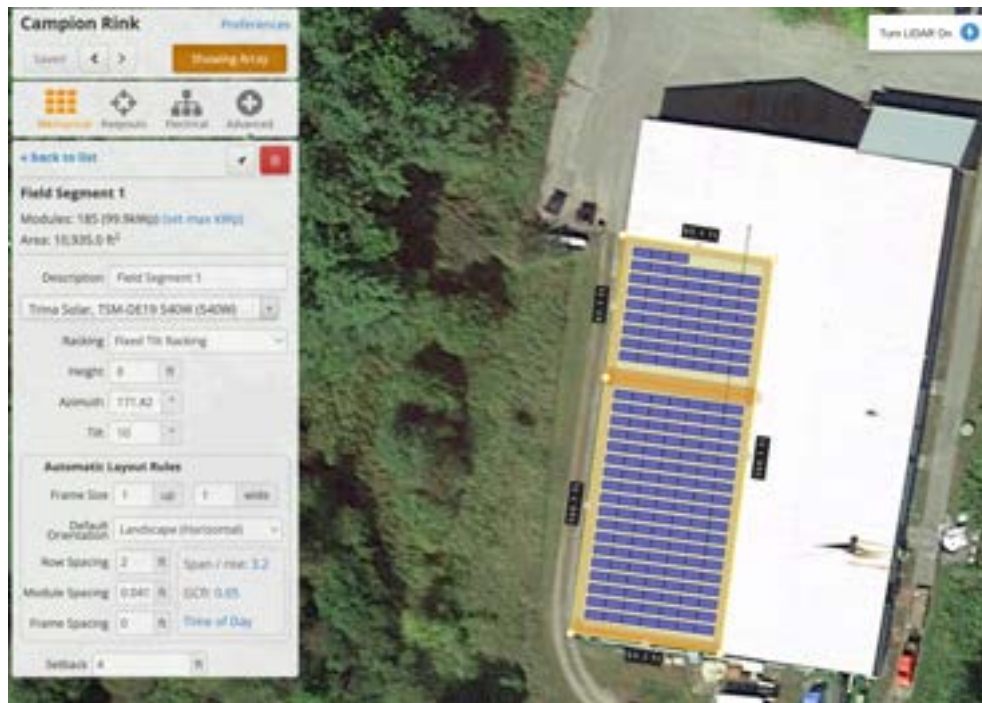 Campion Rink
Preferences
Saved
Showing Array
Mechanical
Keepouts
Electrical
Advanced
« back to list
Field Segment 1
Modules: 185 (99.9kWp) (set max kWp)
Area: 10,935.0 ft²
Description Field Segment 1
Trina Solar, TSM-DE19 540W (540W)
Racking Fixed Tilt Racking
Height ft
Azimuth 171.42 °
Tilt 10 °
Automatic Layout Rules
Frame Size 1 up 1 wide
Default Orientation Landscape (Horizontal)
Row Spacing 2 ft Span / rise: 3.2
Module Spacing 0.041 ft GCR: 0.65
Frame Spacing 0 ft Time of Day
Setback 4 ft
Turn LIDAR On